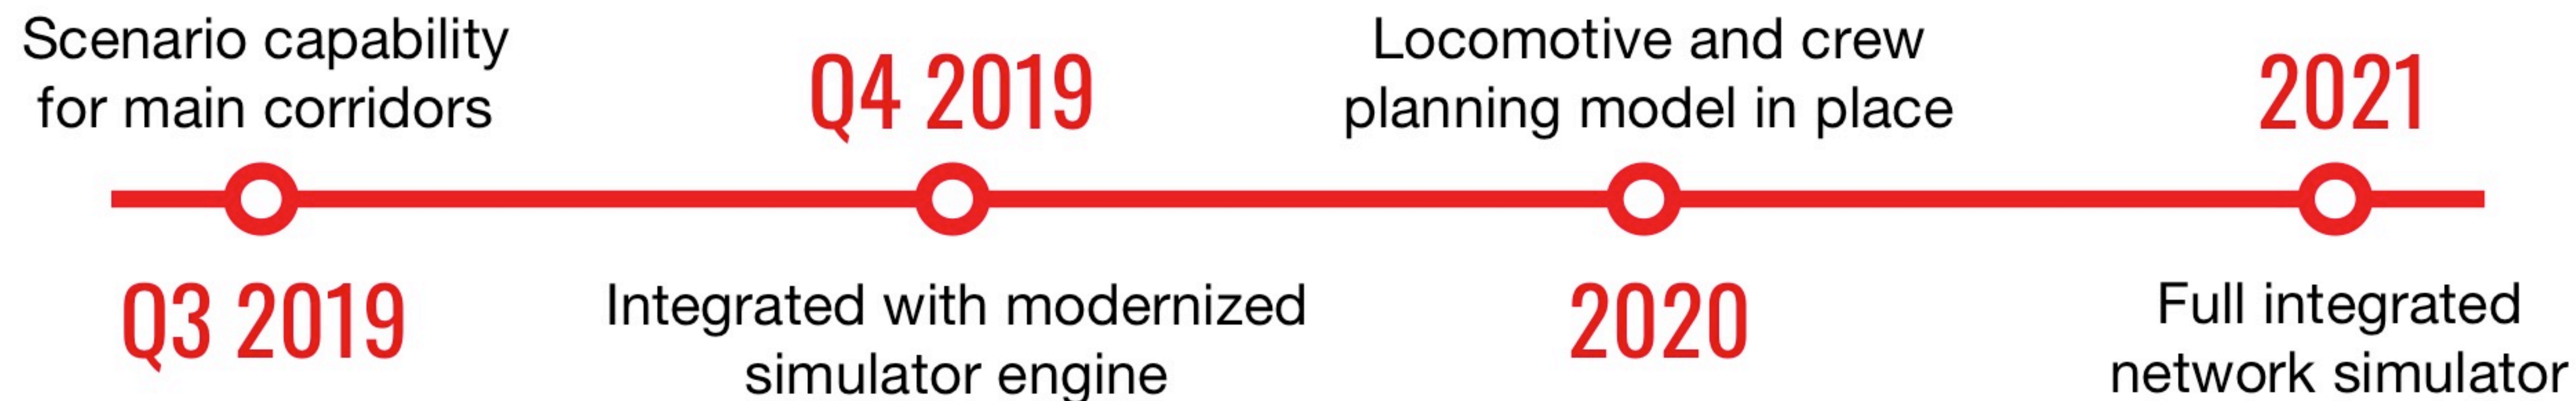 Scenario capability
for main corridors
Q3 2019
Q4 2019
Integrated with modernized
simulator engine
Locomotive and crew
planning model in place
2020
2021
Full integrated
network simulator